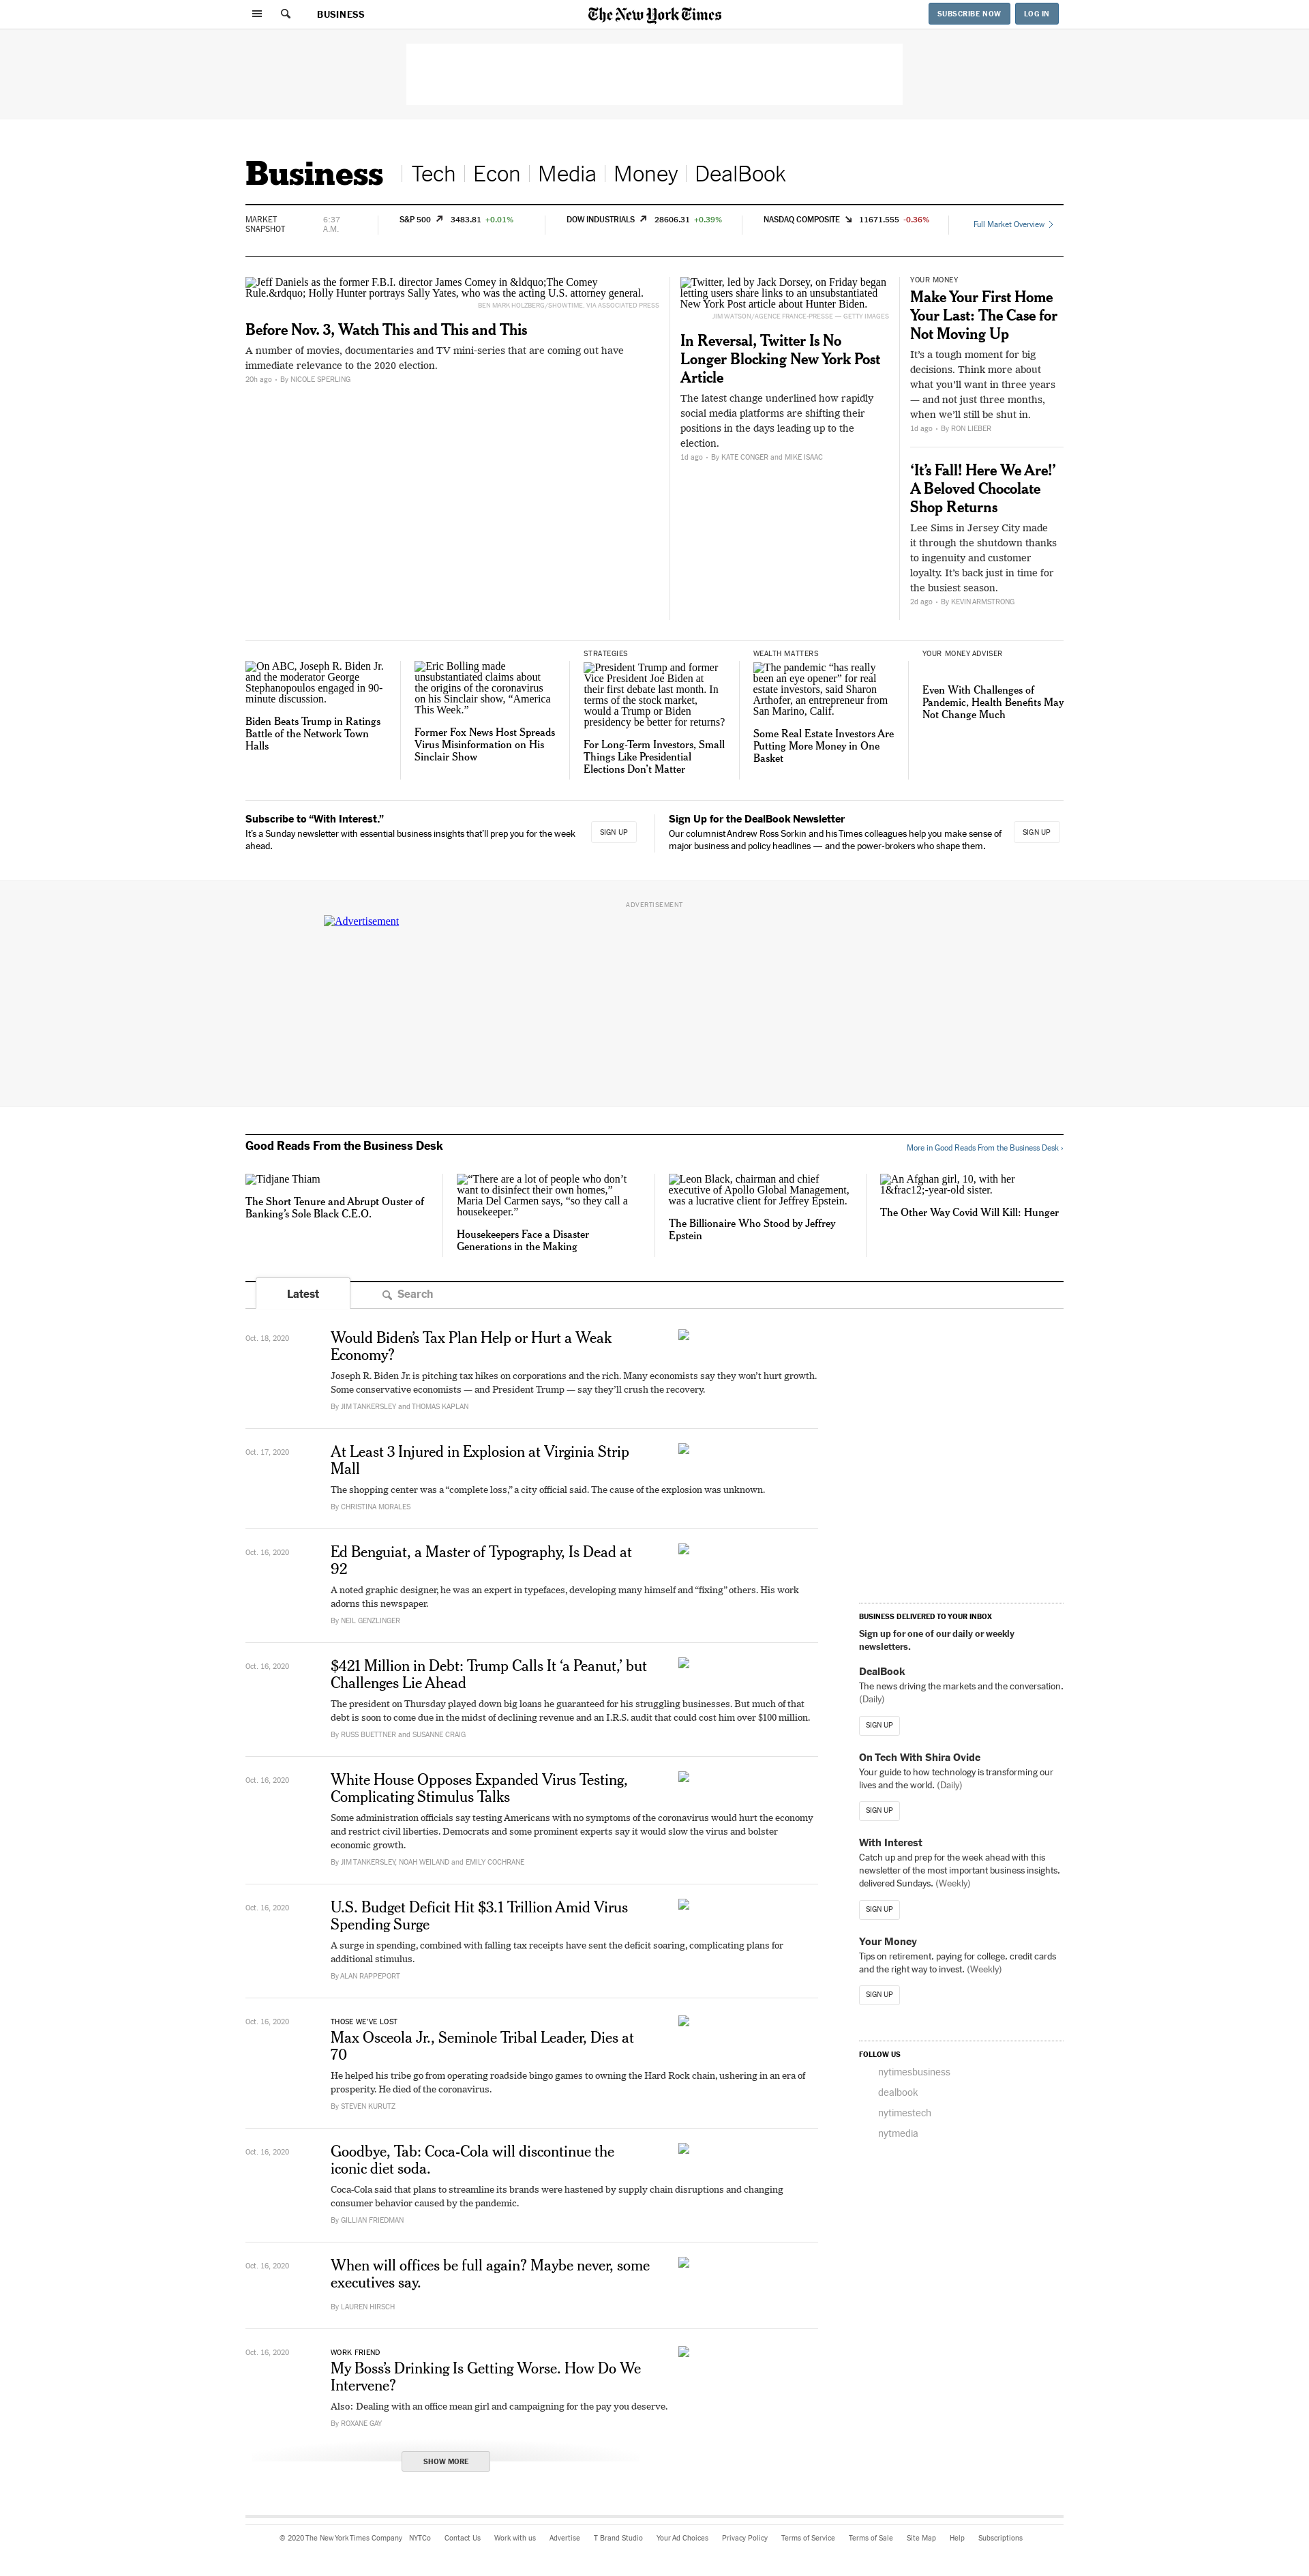 BUSINESS
The New York Times
SUBSCRIBE NOW
LOG IN
Business
Tech
Econ
Media
Money
DealBook
MARKET
SNAPSHOT
6:37
A.M.
S&P 500 3483.81 +0.01%
DOW INDUSTRIALS 28606.31 +0.39%
NASDAQ COMPOSITE 11671.555 -0.36%
Full Market Overview
Jeff Daniels as the former F.B.I. director James Comey in &ldquo;The Comey
Rule.&rdquo; Holly Hunter portrays Sally Yates, who was the acting U.S. attorney general.
BEN MARK HOLZBERG/SHOWTIME, VIA ASSOCIATED PRESS
Before Nov. 3, Watch This and This and This
A number of movies, documentaries and TV mini-series that are coming out have
immediate relevance to the 2020 election.
20h ago • By NICOLE SPERLING
Twitter, led by Jack Dorsey, on Friday began
letting users share links to an unsubstantiated
New York Post article about Hunter Biden.
JIM WATSON/AGENCE FRANCE-PRESSE — GETTY IMAGES
In Reversal, Twitter Is No
Longer Blocking New York Post
Article
The latest change underlined how rapidly
social media platforms are shifting their
positions in the days leading up to the
election.
1d ago • By KATE CONGER and MIKE ISAAC
YOUR MONEY
Make Your First Home
Your Last: The Case for
Not Moving Up
It’s a tough moment for big
decisions. Think more about
what you’ll want in three years
— and not just three months,
when we’ll still be shut in.
1d ago • By RON LIEBER
‘It’s Fall! Here We Are!’
A Beloved Chocolate
Shop Returns
Lee Sims in Jersey City made
it through the shutdown thanks
to ingenuity and customer
loyalty. It’s back just in time for
the busiest season.
2d ago • By KEVIN ARMSTRONG
On ABC, Joseph R. Biden Jr.
and the moderator George
Stephanopoulos engaged in 90-
minute discussion.
Biden Beats Trump in Ratings
Battle of the Network Town
Halls
Eric Bolling made
unsubstantiated claims about
the origins of the coronavirus
on his Sinclair show, “America
This Week.”
Former Fox News Host Spreads
Virus Misinformation on His
Sinclair Show
STRATEGIES
President Trump and former
Vice President Joe Biden at
their first debate last month. In
terms of the stock market,
would a Trump or Biden
presidency be better for returns?
For Long-Term Investors, Small
Things Like Presidential
Elections Don’t Matter
WEALTH MATTERS
The pandemic “has really
been an eye opener” for real
estate investors, said Sharon
Arthofer, an entrepreneur from
San Marino, Calif.
Some Real Estate Investors Are
Putting More Money in One
Basket
YOUR MONEY ADVISER
Even With Challenges of
Pandemic, Health Benefits May
Not Change Much
Subscribe to “With Interest.”
It’s a Sunday newsletter with essential business insights that’ll prep you for the week
ahead.
SIGN UP
Sign Up for the DealBook Newsletter
Our columnist Andrew Ross Sorkin and his Times colleagues help you make sense of
major business and policy headlines — and the power-brokers who shape them.
SIGN UP
ADVERTISEMENT
Advertisement
Good Reads From the Business Desk
More in Good Reads From the Business Desk ›
Tidjane Thiam
The Short Tenure and Abrupt Ouster of
Banking’s Sole Black C.E.O.
“There are a lot of people who don’t
want to disinfect their own homes,”
Maria Del Carmen says, “so they call a
housekeeper.”
Housekeepers Face a Disaster
Generations in the Making
Leon Black, chairman and chief
executive of Apollo Global Management,
was a lucrative client for Jeffrey Epstein.
The Billionaire Who Stood by Jeffrey
Epstein
An Afghan girl, 10, with her
1&frac12;-year-old sister.
The Other Way Covid Will Kill: Hunger
Latest
Search
Oct. 18, 2020
Would Biden’s Tax Plan Help or Hurt a Weak
Economy?
Joseph R. Biden Jr. is pitching tax hikes on corporations and the rich. Many economists say they won’t hurt growth.
Some conservative economists — and President Trump — say they’ll crush the recovery.
By JIM TANKERSLEY and THOMAS KAPLAN
Oct. 17, 2020
At Least 3 Injured in Explosion at Virginia Strip
Mall
The shopping center was a “complete loss,” a city official said. The cause of the explosion was unknown.
By CHRISTINA MORALES
Oct. 16, 2020
Ed Benguiat, a Master of Typography, Is Dead at
92
A noted graphic designer, he was an expert in typefaces, developing many himself and “fixing” others. His work
adorns this newspaper.
By NEIL GENZLINGER
Oct. 16, 2020
$421 Million in Debt: Trump Calls It ‘a Peanut,’ but
Challenges Lie Ahead
The president on Thursday played down big loans he guaranteed for his struggling businesses. But much of that
debt is soon to come due in the midst of declining revenue and an I.R.S. audit that could cost him over $100 million.
By RUSS BUETTNER and SUSANNE CRAIG
Oct. 16, 2020
White House Opposes Expanded Virus Testing,
Complicating Stimulus Talks
Some administration officials say testing Americans with no symptoms of the coronavirus would hurt the economy
and restrict civil liberties. Democrats and some prominent experts say it would slow the virus and bolster
economic growth.
By JIM TANKERSLEY, NOAH WEILAND and EMILY COCHRANE
Oct. 16, 2020
U.S. Budget Deficit Hit $3.1 Trillion Amid Virus
Spending Surge
A surge in spending, combined with falling tax receipts have sent the deficit soaring, complicating plans for
additional stimulus.
By ALAN RAPPEPORT
Oct. 16, 2020
THOSE WE’VE LOST
Max Osceola Jr., Seminole Tribal Leader, Dies at
70
He helped his tribe go from operating roadside bingo games to owning the Hard Rock chain, ushering in an era of
prosperity. He died of the coronavirus.
By STEVEN KURUTZ
Oct. 16, 2020
Goodbye, Tab: Coca-Cola will discontinue the
iconic diet soda.
Coca-Cola said that plans to streamline its brands were hastened by supply chain disruptions and changing
consumer behavior caused by the pandemic.
By GILLIAN FRIEDMAN
Oct. 16, 2020
When will offices be full again? Maybe never, some
executives say.
By LAUREN HIRSCH
Oct. 16, 2020
WORK FRIEND
My Boss’s Drinking Is Getting Worse. How Do We
Intervene?
Also: Dealing with an office mean girl and campaigning for the pay you deserve.
By ROXANE GAY
SHOW MORE
BUSINESS DELIVERED TO YOUR INBOX
Sign up for one of our daily or weekly
newsletters.
DealBook
The news driving the markets and the conversation.
(Daily)
SIGN UP
On Tech With Shira Ovide
Your guide to how technology is transforming our
lives and the world. (Daily)
SIGN UP
With Interest
Catch up and prep for the week ahead with this
newsletter of the most important business insights,
delivered Sundays. (Weekly)
SIGN UP
Your Money
Tips on retirement, paying for college, credit cards
and the right way to invest. (Weekly)
SIGN UP
FOLLOW US
nytimesbusiness
dealbook
nytimestech
nytmedia
© 2020 The New York Times Company NYTCo Contact Us Work with us Advertise T Brand Studio Your Ad Choices Privacy Policy Terms of Service Terms of Sale Site Map Help Subscriptions